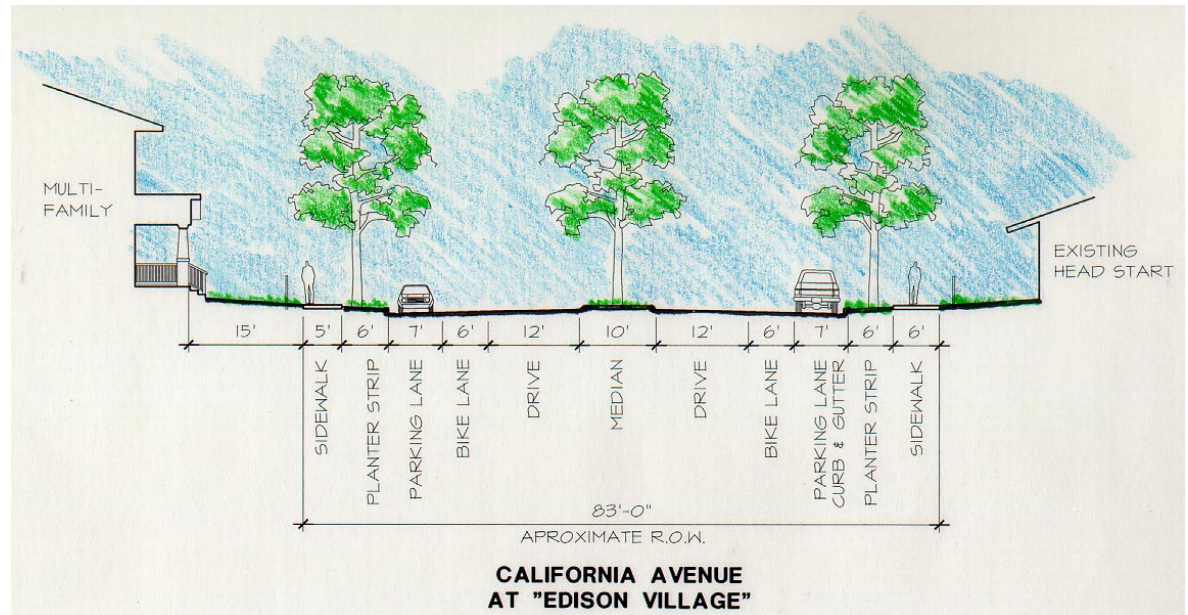 MULTI-
FAMILY
EXISTING
HEAD START
15' 5' 6' 7' 6' 12' 10' 12' 6' 7' 6' 6'
SIDEWALK
PLANTER STRIP
PARKING LANE
BIKE LANE
DRIVE
MEDIAN
DRIVE
BIKE LANE
PARKING LANE
CURB & GUTTER
PLANTER STRIP
SIDEWALK
83'-0"
APROXIMATE R.O.W.
CALIFORNIA AVENUE
AT "EDISON VILLAGE"